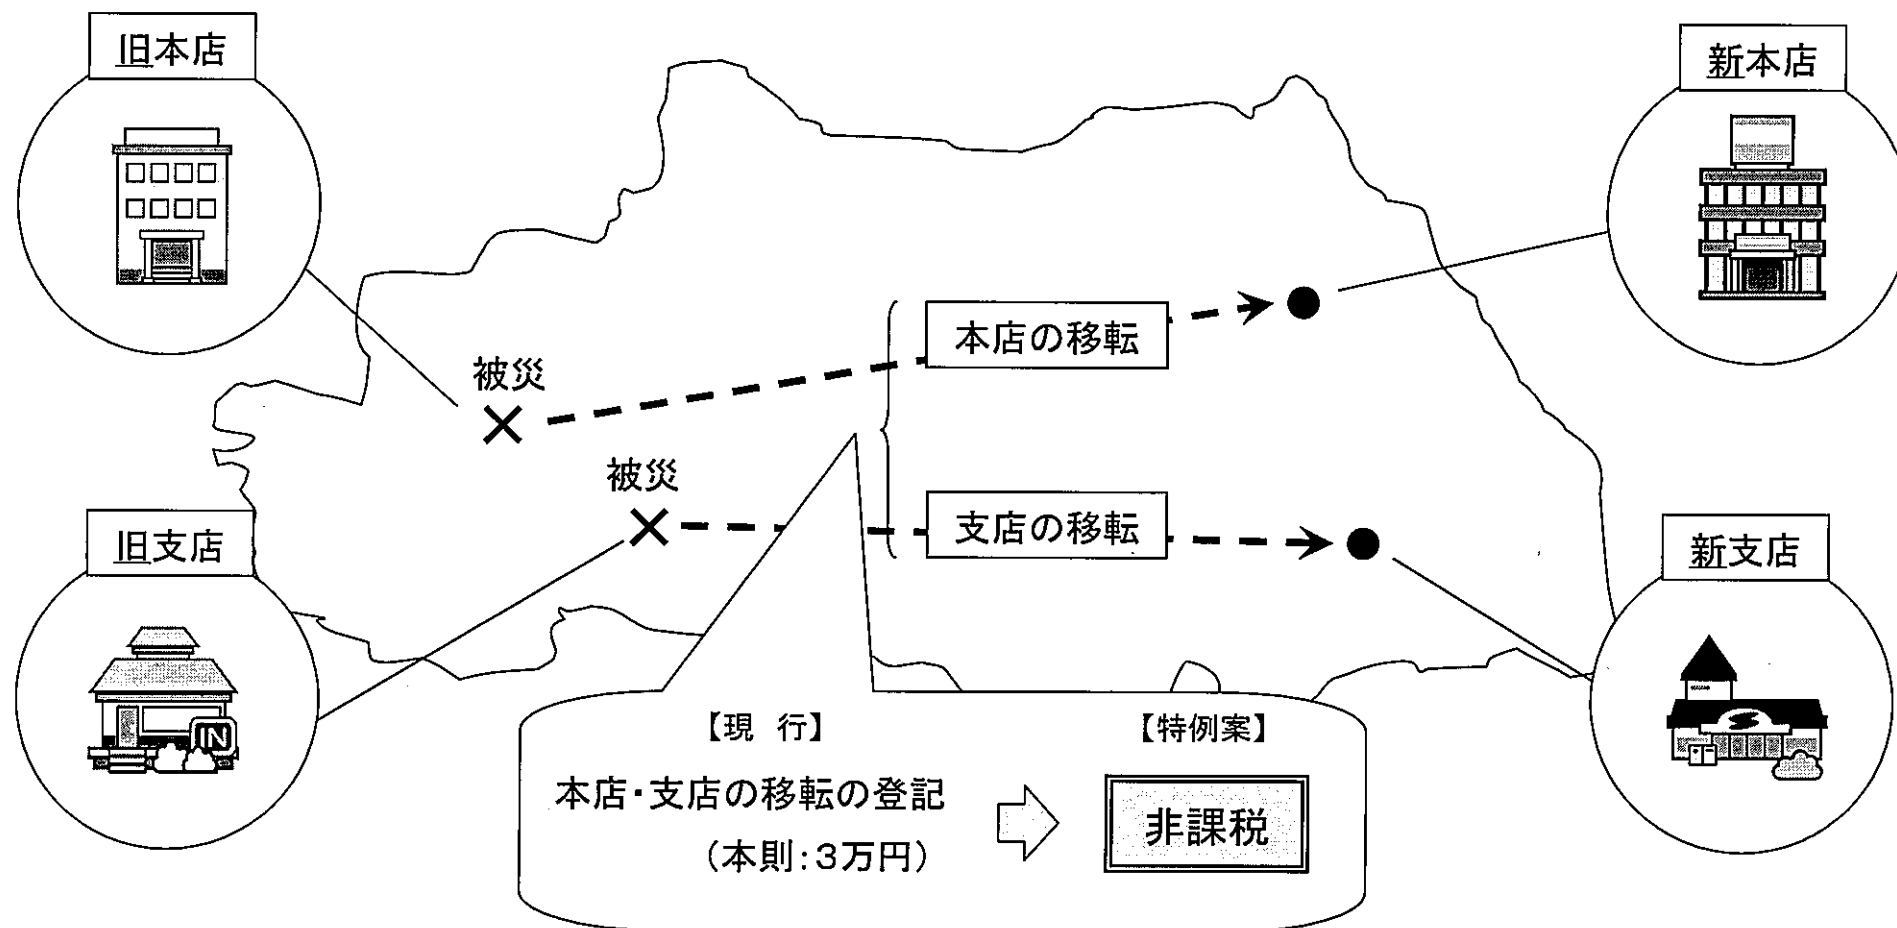 旧本店
新本店
本店の移転
被災
被災
支店の移転
旧支店
新支店
IN
【現 行】
【特例案】
本店・支店の移転の登記
（本則:3万円）
非課税